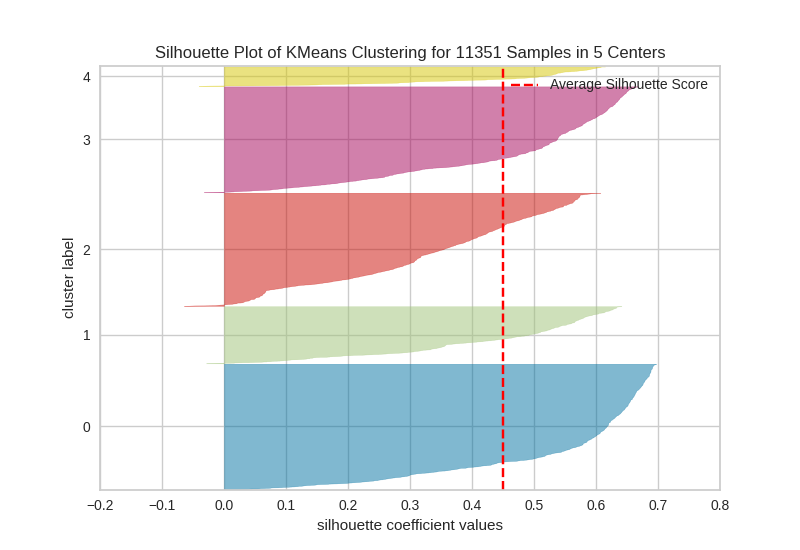 Silhouette Plot of KMeans Clustering for 11351 Samples in 5 Centers
Average Silhouette Score
4
3
2
1
0
cluster label
−0.2 −0.1 0.0 0.1 0.2 0.3 0.4 0.5 0.6 0.7 0.8
silhouette coefficient values